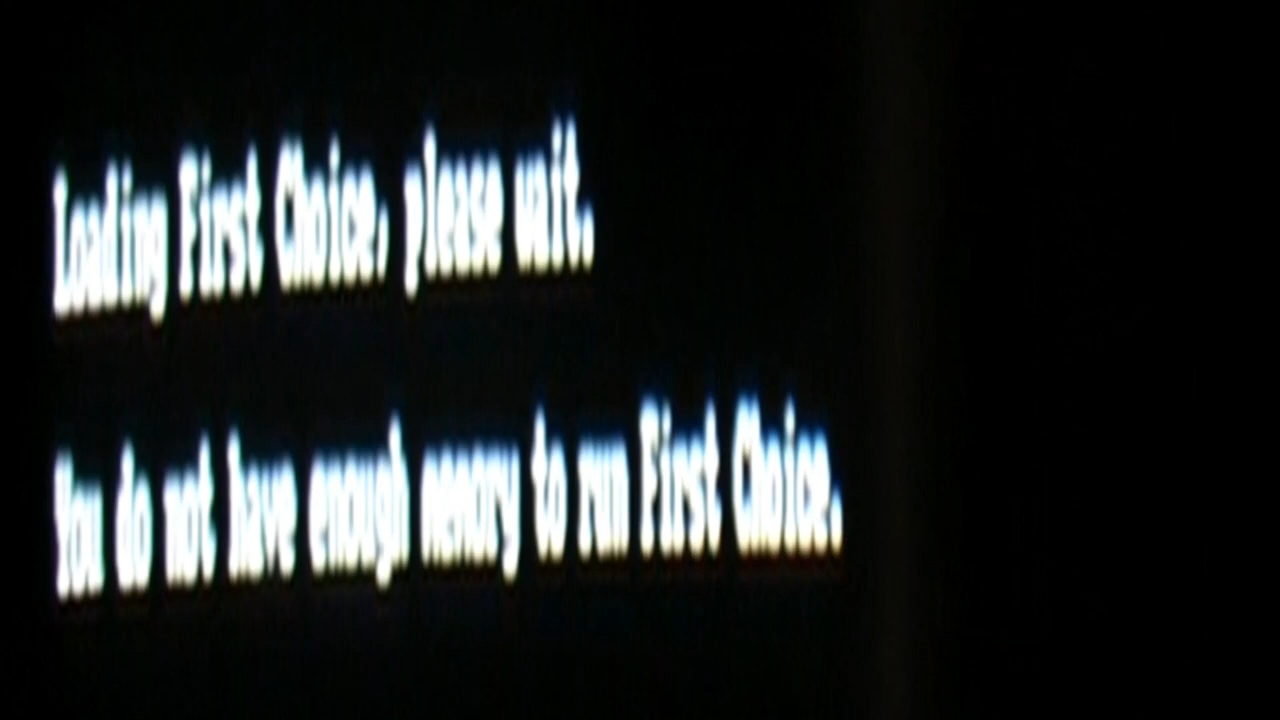 Loading First Choice, please wait.
You do not have enough memory to run First Choice.